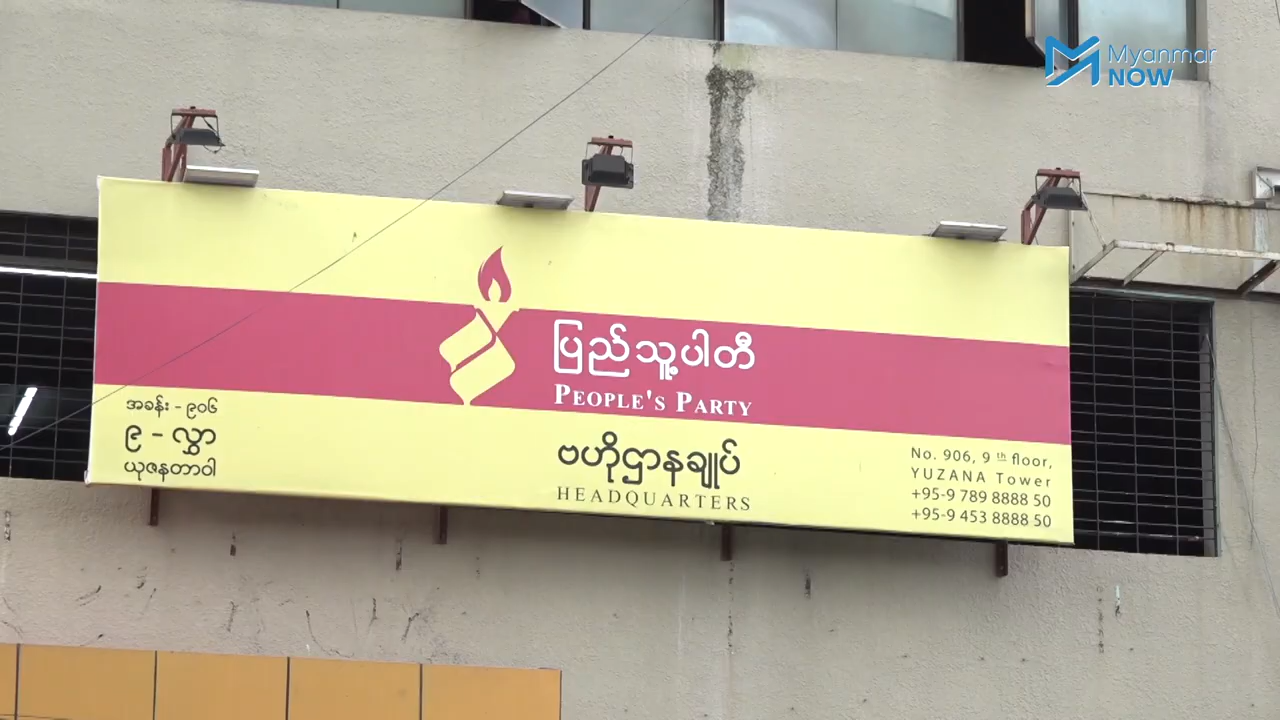 Myanmar
NOW
ပြည်သူ့ပါတီ
PEOPLE'S PARTY
အခန်း - ၉၀၆
၉ - လွှာ
ယုဇနတာဝါ
ဗဟိုဌာနချုပ်
HEADQUARTERS
No. 906, 9 th floor,
YUZANA Tower
+95-9 789 8888 50
+95-9 453 8888 50